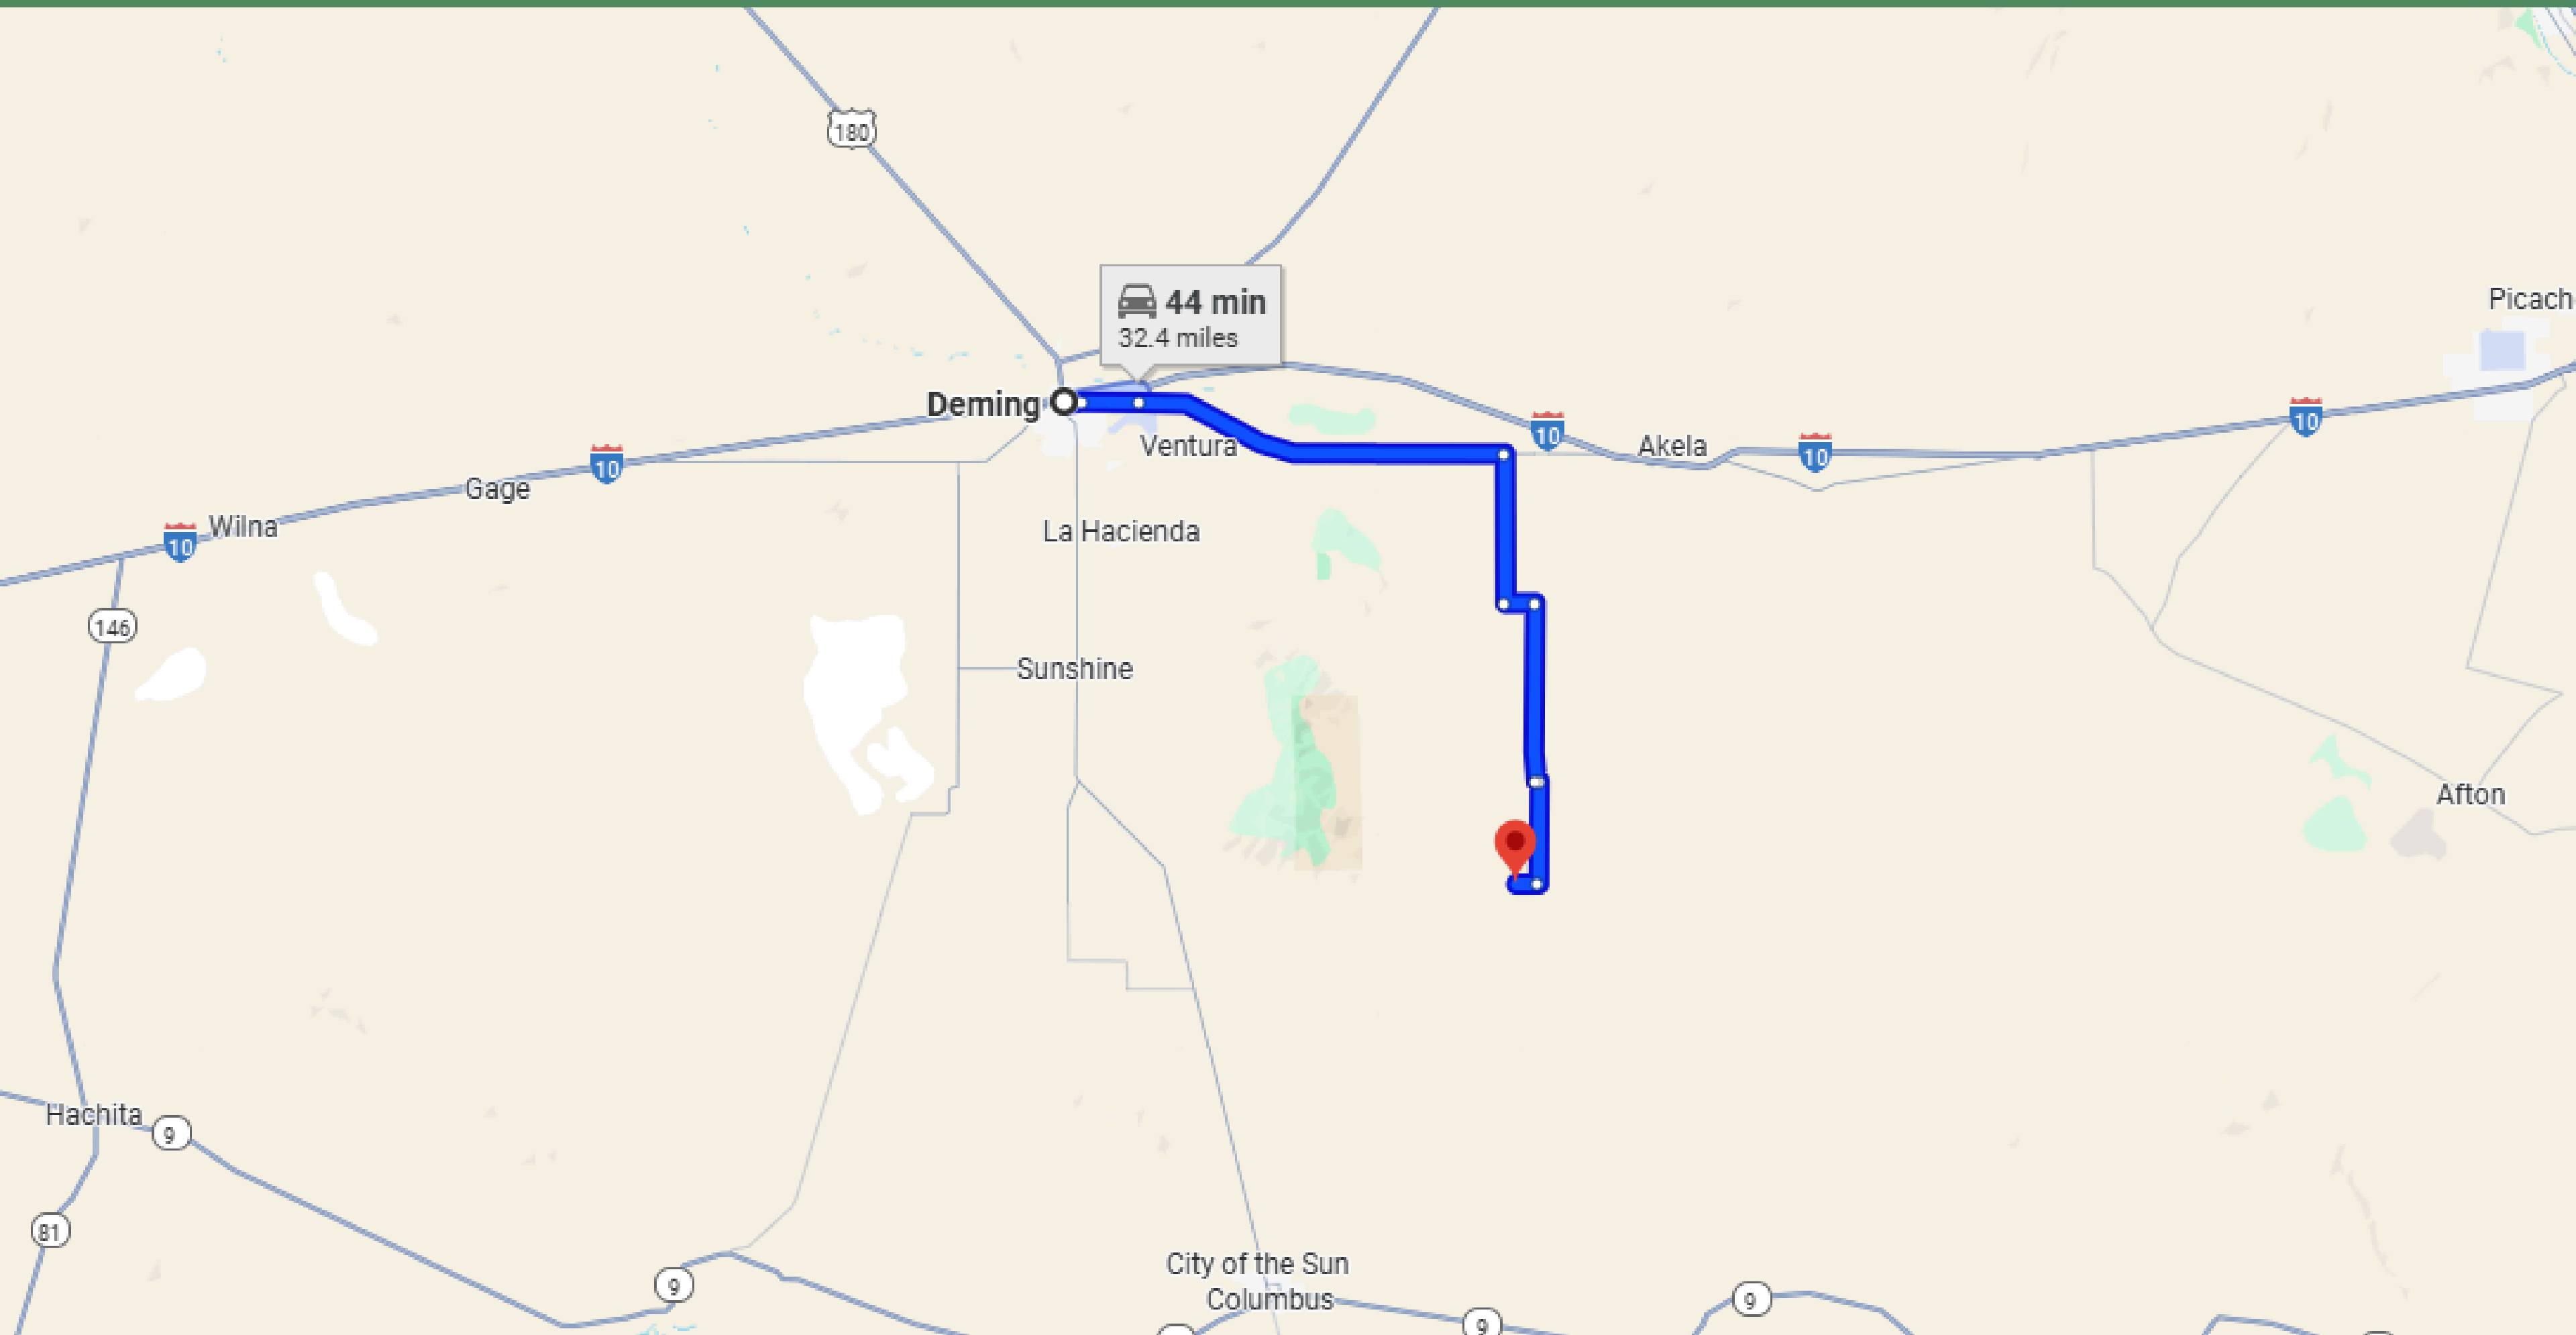 180
44 min
32.4 miles
Picach
Deming
10
10
Ventura
10
Akela
10
Gage
Wilna
10
La Hacienda
146
Sunshine
Afton
Hachita
9
81
City of the Sun
9
Columbus
9
9